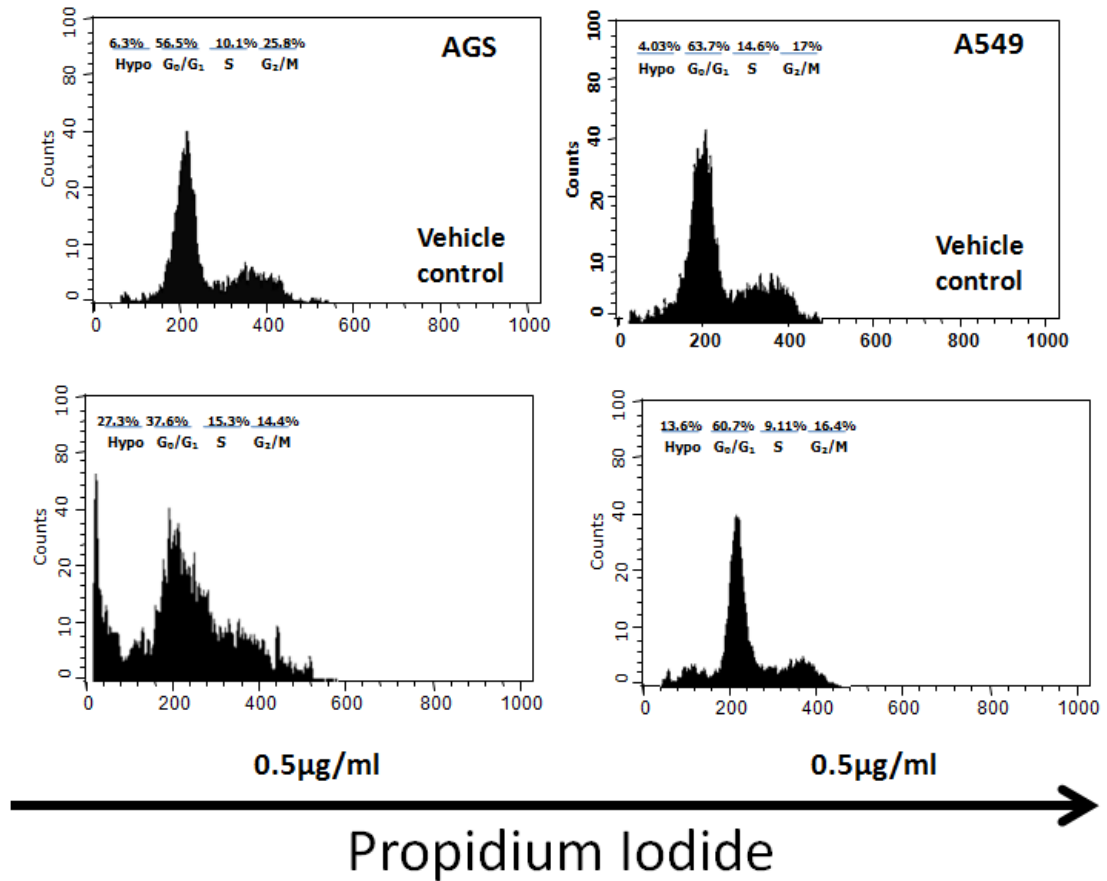 6.3% 56.5% 10.1% 25.8%
Hypo G₀/G₁ S G₂/M
AGS
Vehicle
control
Counts
100
80
40
20
10
0
0 200 400 600 800 1000
4.03% 63.7% 14.6% 17%
Hypo G₀/G₁ S G₂/M
A549
Vehicle
control
Counts
100
80
40
20
10
0
0 200 400 600 800 1000
27.3% 37.6% 15.3% 14.4%
Hypo G₀/G₁ S G₂/M
Counts
100
80
40
20
10
0
0 200 400 600 800 1000
0.5μg/ml
13.6% 60.7% 9.11% 16.4%
Hypo G₀/G₁ S G₂/M
Counts
100
80
40
20
10
0
0 200 400 600 800 1000
0.5μg/ml
Propidium Iodide